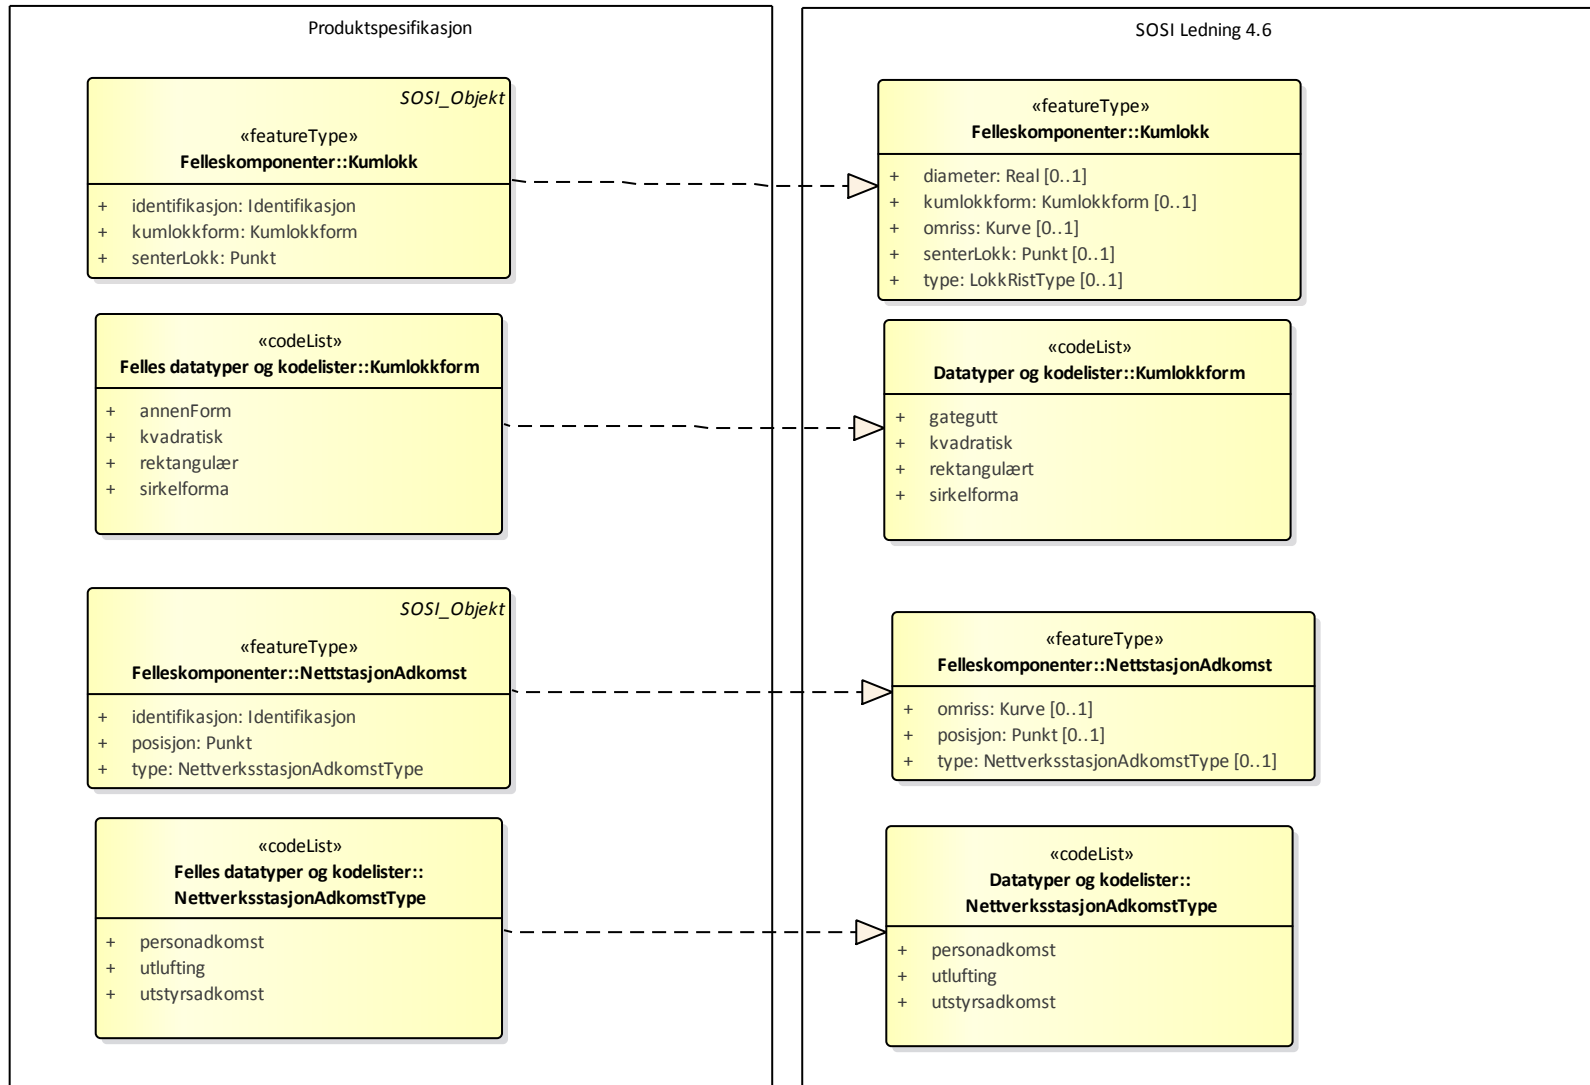 Produktspesifikasjon
SOSI_Objekt
«featureType»
Felleskomponenter::Kumlokk
+ identifikasjon: Identifikasjon
+ kumlokkform: Kumlokkform
+ senterLokk: Punkt
«codeList»
Felles datatyper og kodelister::Kumlokkform
+ annenForm
+ kvadratisk
+ rektangulær
+ sirkelforma
SOSI_Objekt
«featureType»
Felleskomponenter::NettstasjonAdkomst
+ identifikasjon: Identifikasjon
+ posisjon: Punkt
+ type: NettverksstasjonAdkomstType
«codeList»
Felles datatyper og kodelister::
NettverksstasjonAdkomstType
+ personadkomst
+ utlufting
+ utstyrsadkomst
SOSI Ledning 4.6
«featureType»
Felleskomponenter::Kumlokk
+ diameter: Real [0..1]
+ kumlokkform: Kumlokkform [0..1]
+ omriss: Kurve [0..1]
+ senterLokk: Punkt [0..1]
+ type: LokkRistType [0..1]
«codeList»
Datatyper og kodelister::Kumlokkform
+ gategutt
+ kvadratisk
+ rektangulært
+ sirkelforma
«featureType»
Felleskomponenter::NettstasjonAdkomst
+ omriss: Kurve [0..1]
+ posisjon: Punkt [0..1]
+ type: NettverksstasjonAdkomstType [0..1]
«codeList»
Datatyper og kodelister::
NettverksstasjonAdkomstType
+ personadkomst
+ utlufting
+ utstyrsadkomst